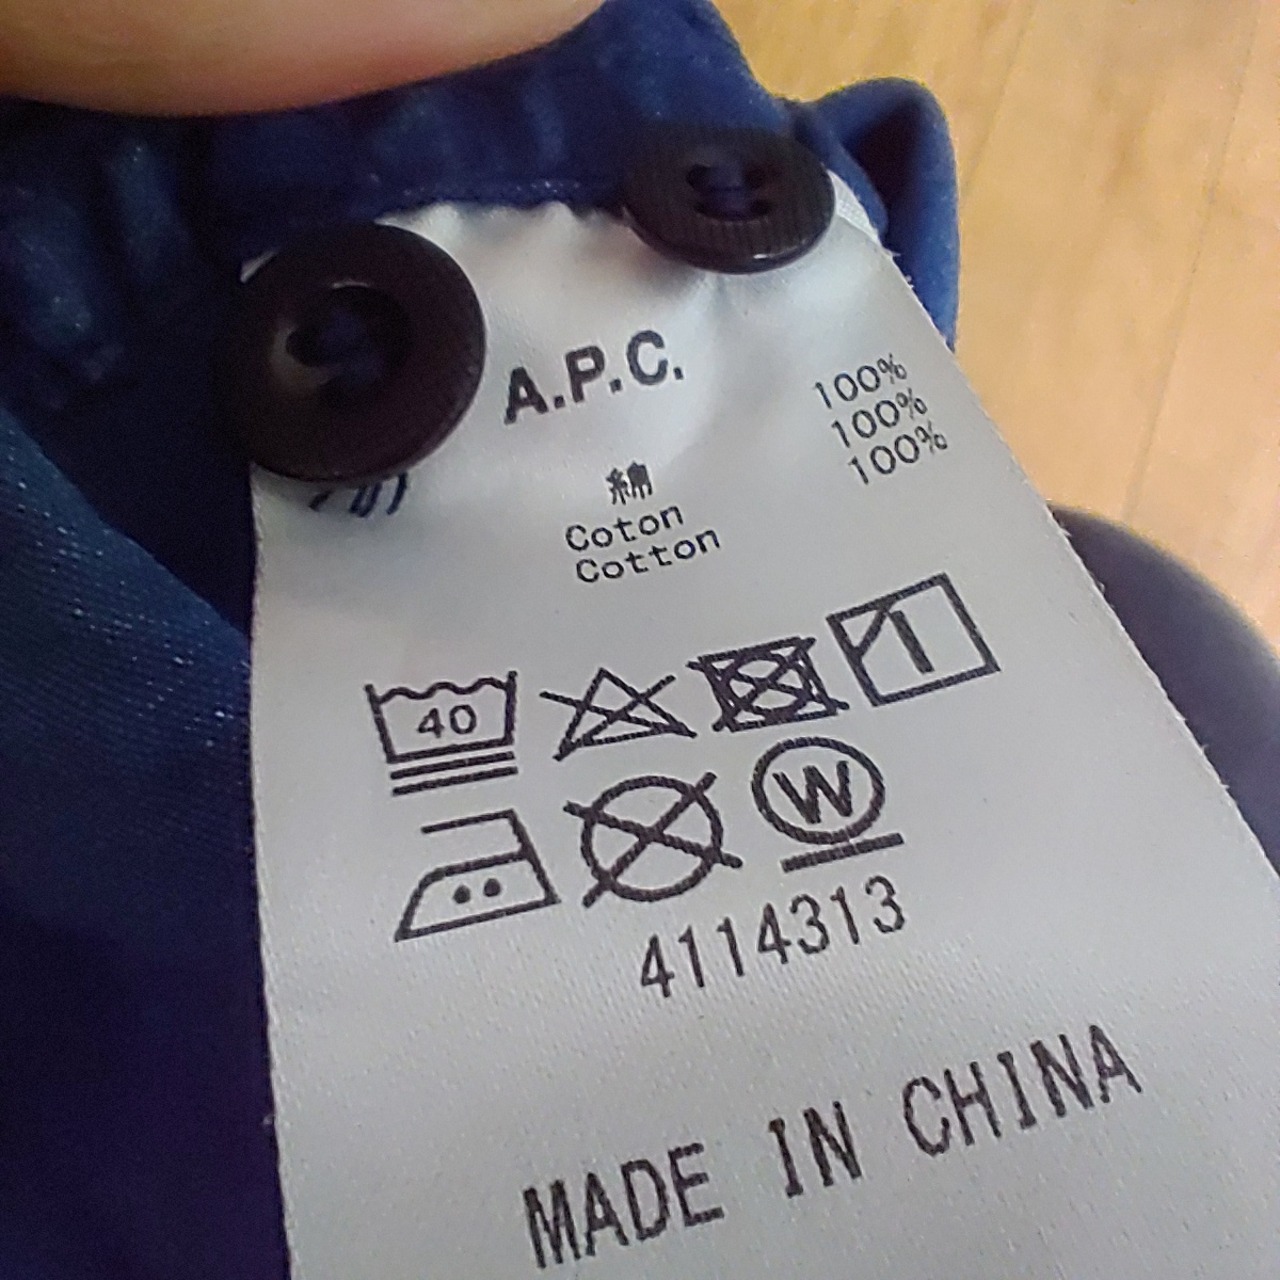 A.P.C.
綿 100%
Coton 100%
Cotton 100%
40
W
4114313
MADE IN CHINA